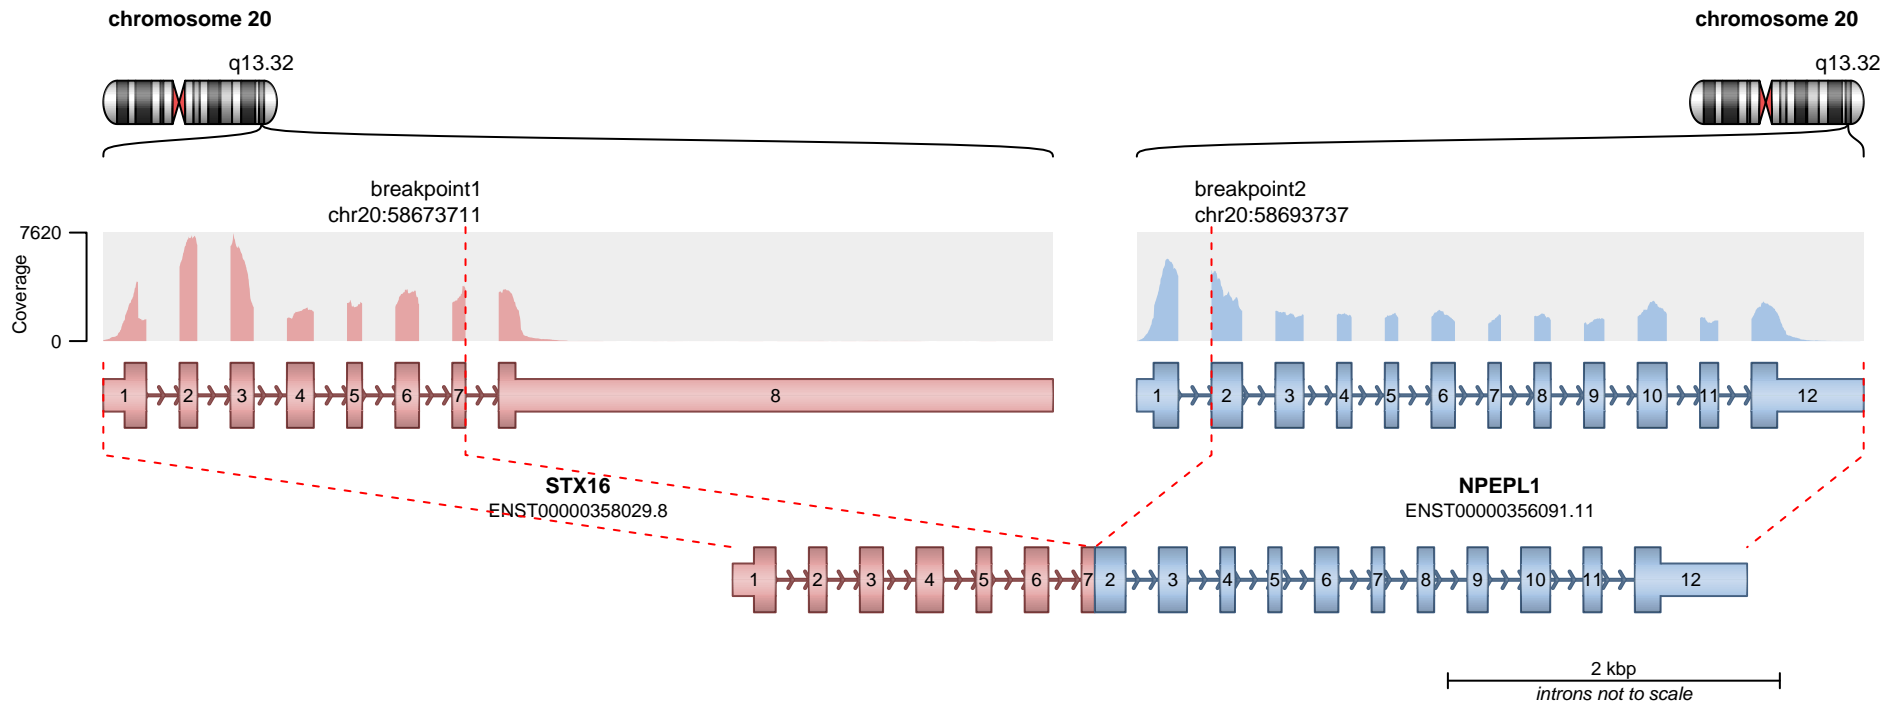 chromosome 20
chromosome 20
q13.32
q13.32
breakpoint1
chr20:58673711
breakpoint2
chr20:58693737
7620
Coverage
0
1 2 3 4 5 6 7 8
1 2 3 4 5 6 7 8 9 10 11 12
STX16
ENST00000358029.8
NPEPL1
ENST00000356091.11
1 2 3 4 5 6 7 2 3 4 5 6 7 8 9 10 11 12
2 kbp
introns not to scale